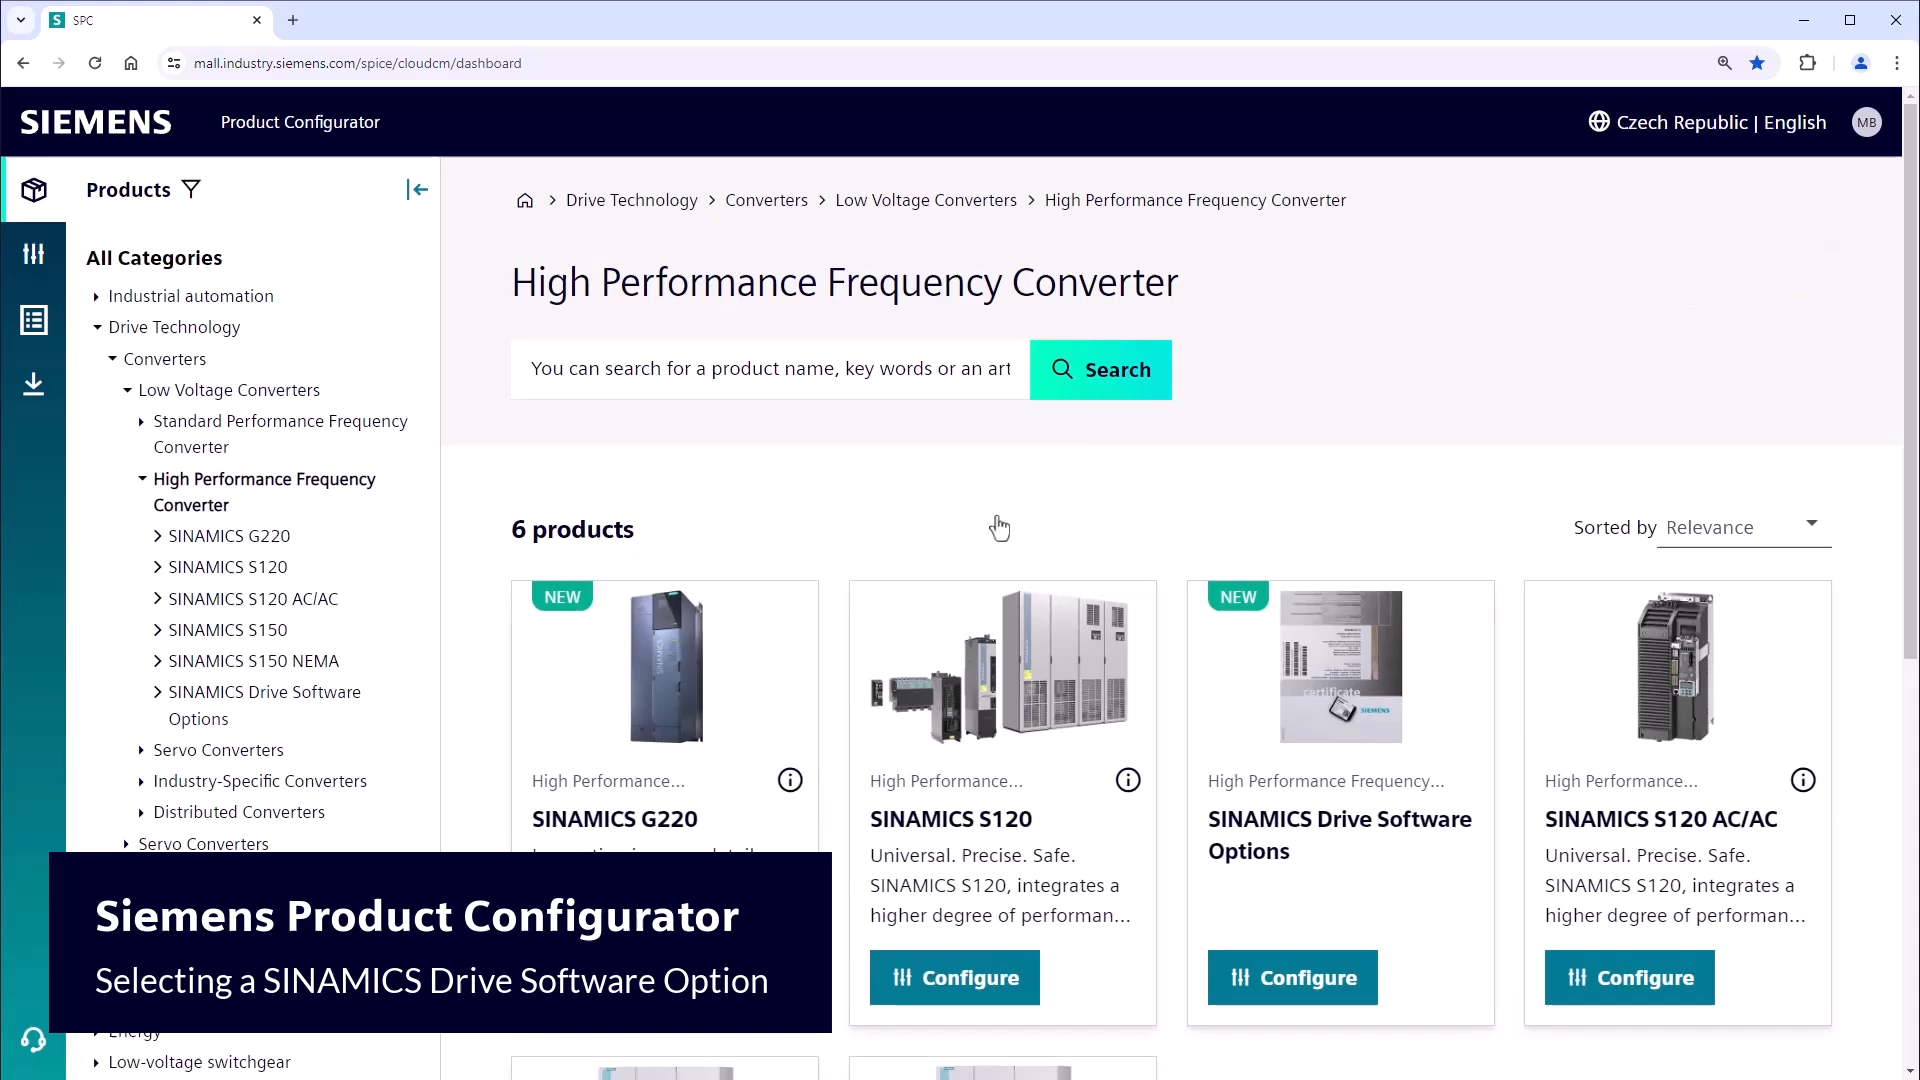 SPC
mall.industry.siemens.com/spice/cloudcm/dashboard
SIEMENS
Product Configurator
Czech Republic | English
MB
Products
All Categories
Industrial automation
Drive Technology
Converters
Low Voltage Converters
Standard Performance Frequency
Converter
High Performance Frequency
Converter
SINAMICS G220
SINAMICS S120
SINAMICS S120 AC/AC
SINAMICS S150
SINAMICS S150 NEMA
SINAMICS Drive Software
Options
Servo Converters
Industry-Specific Converters
Distributed Converters
Servo Converters
Energy
Low-voltage switchgear
Drive Technology > Converters > Low Voltage Converters > High Performance Frequency Converter
High Performance Frequency Converter
You can search for a product name, key words or an art
Search
6 products
Sorted by Relevance
NEW
High Performance...
SINAMICS G220
High Performance...
SINAMICS S120
Universal. Precise. Safe.
SINAMICS S120, integrates a
higher degree of performan...
Configure
NEW
certificate
SIEMENS
High Performance Frequency...
SINAMICS Drive Software
Options
Configure
High Performance...
SINAMICS S120 AC/AC
Universal. Precise. Safe.
SINAMICS S120, integrates a
higher degree of performan...
Configure
Siemens Product Configurator
Selecting a SINAMICS Drive Software Option